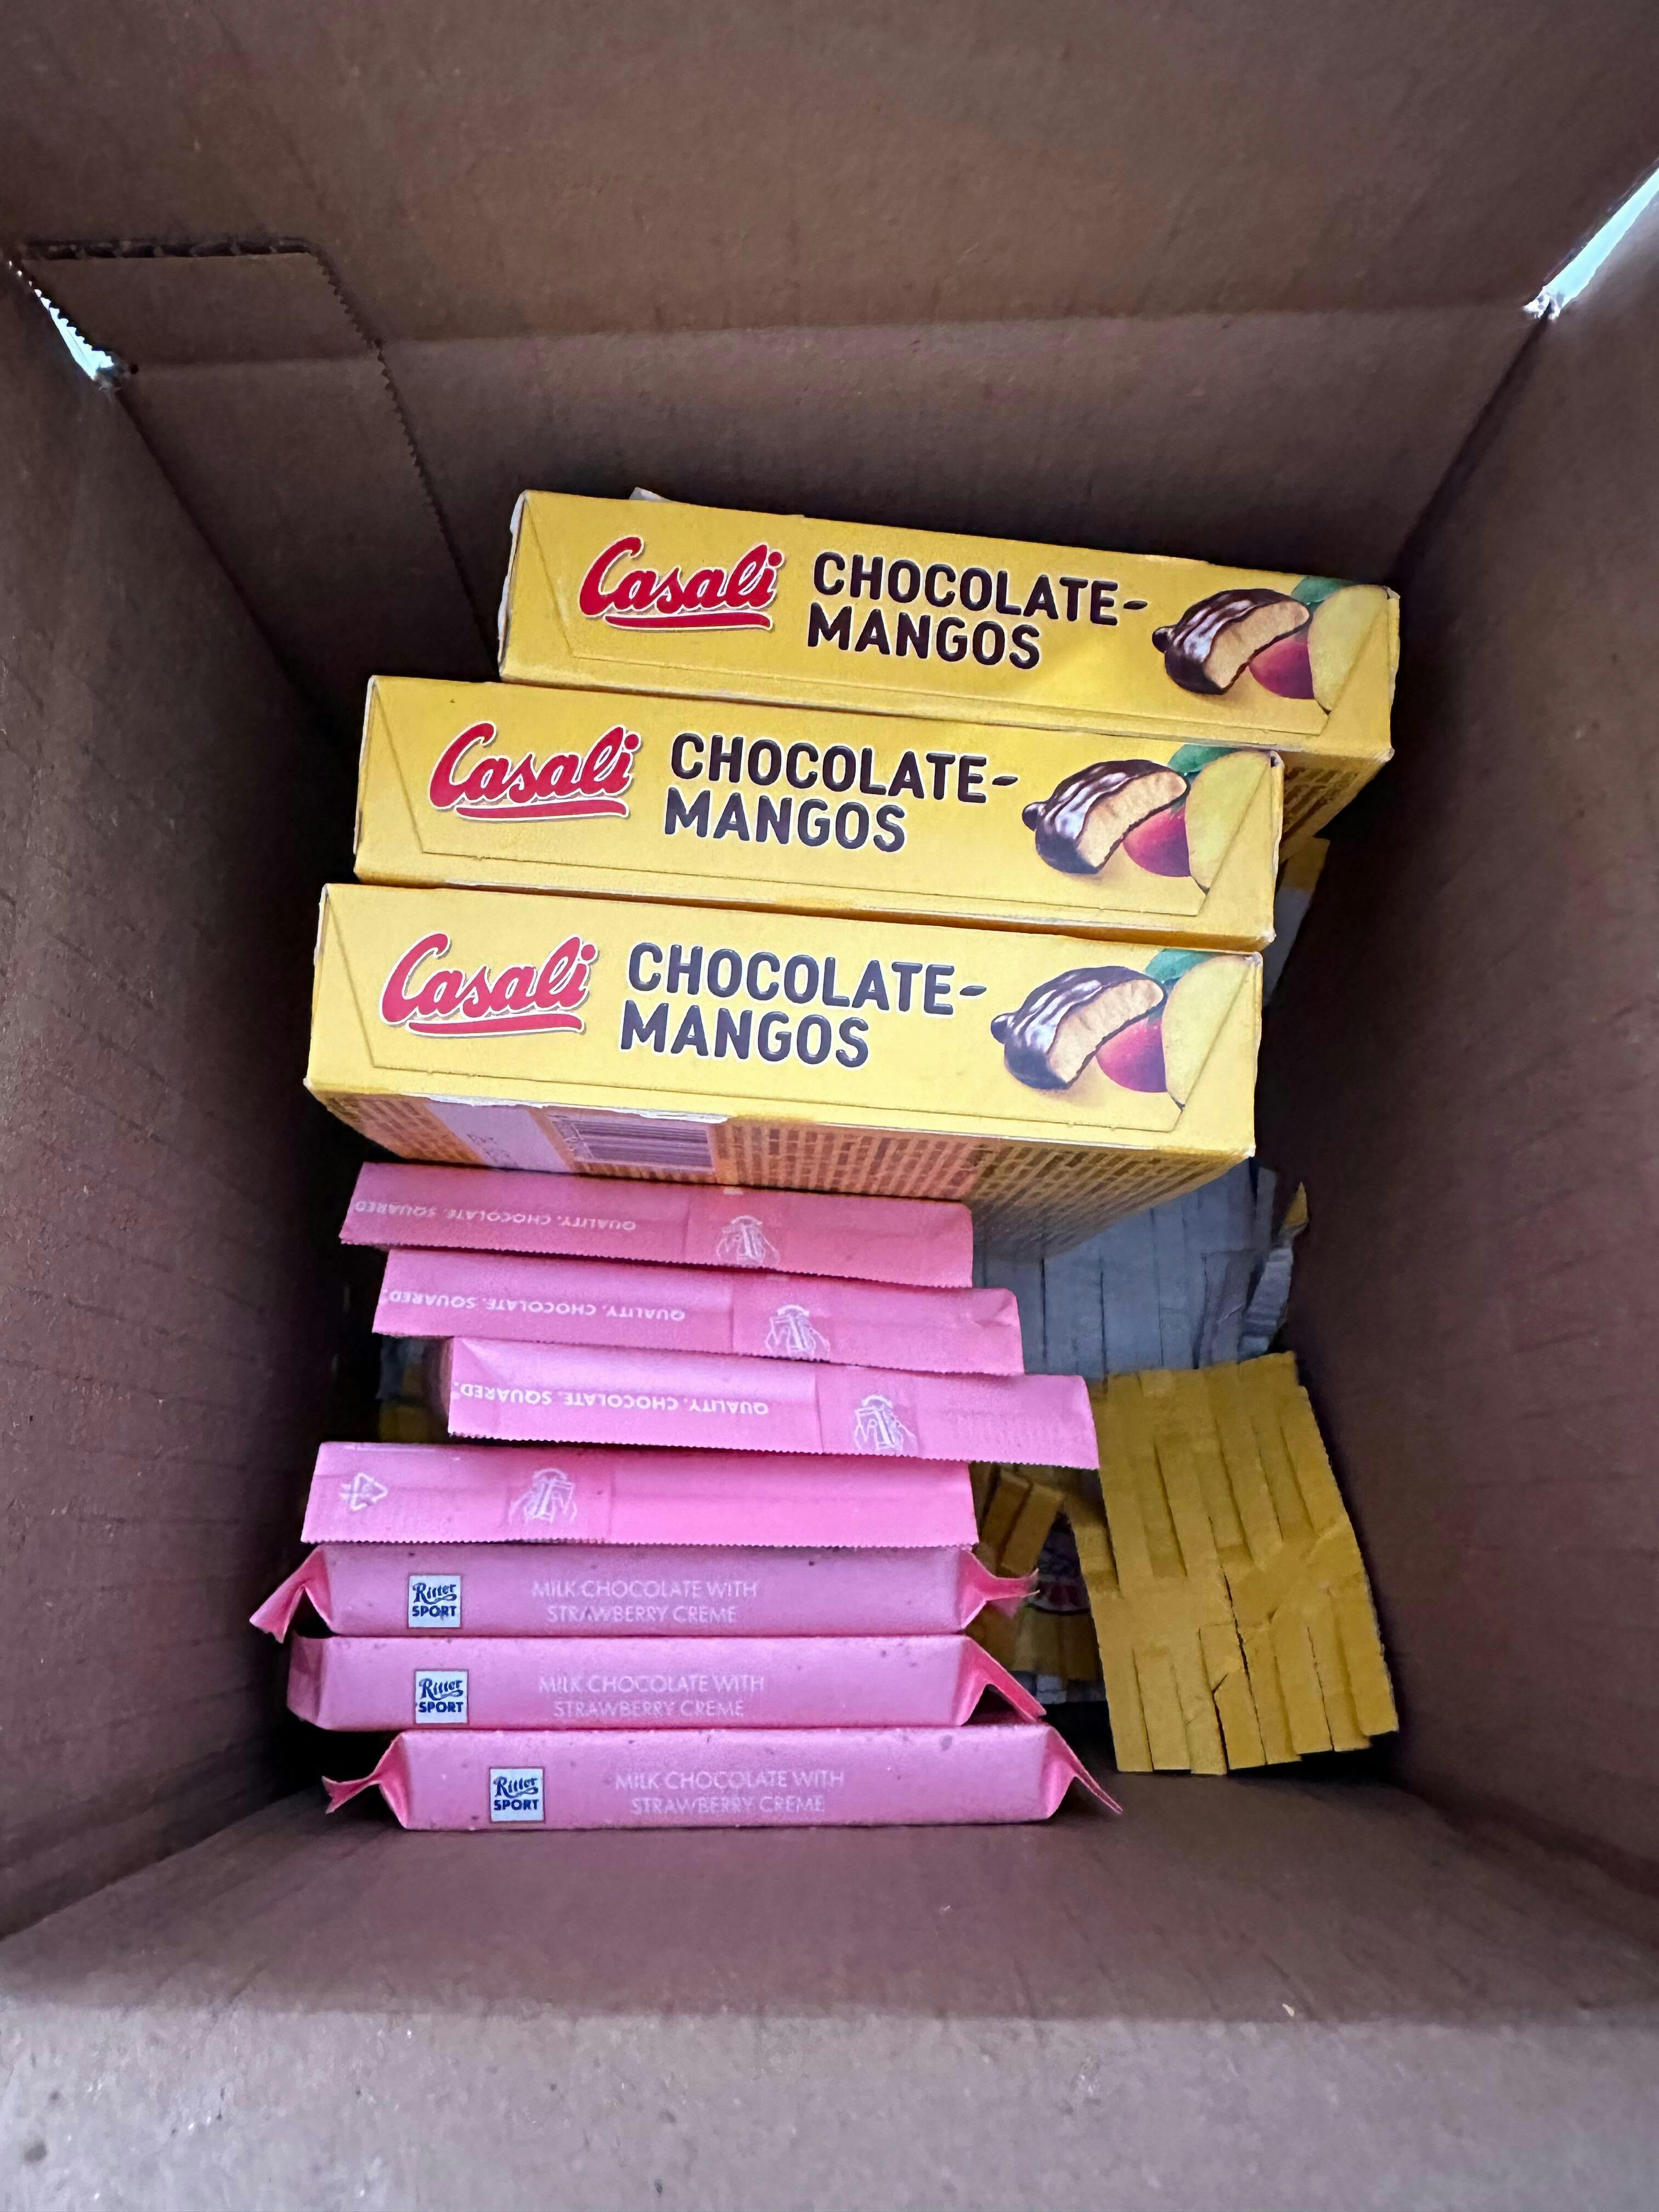 Casali
CHOCOLATE-
MANGOS
Casali
CHOCOLATE-
MANGOS
Casali
CHOCOLATE-
MANGOS
QUALITY. CHOCOLATE. SQUARED.
QUALITY. CHOCOLATE. SQUARED.
QUALITY. CHOCOLATE. SQUARED.
Ritter
SPORT
MILK CHOCOLATE WITH
STRAWBERRY CREME
Ritter
SPORT
MILK CHOCOLATE WITH
STRAWBERRY CREME
Ritter
SPORT
MILK CHOCOLATE WITH
STRAWBERRY CREME